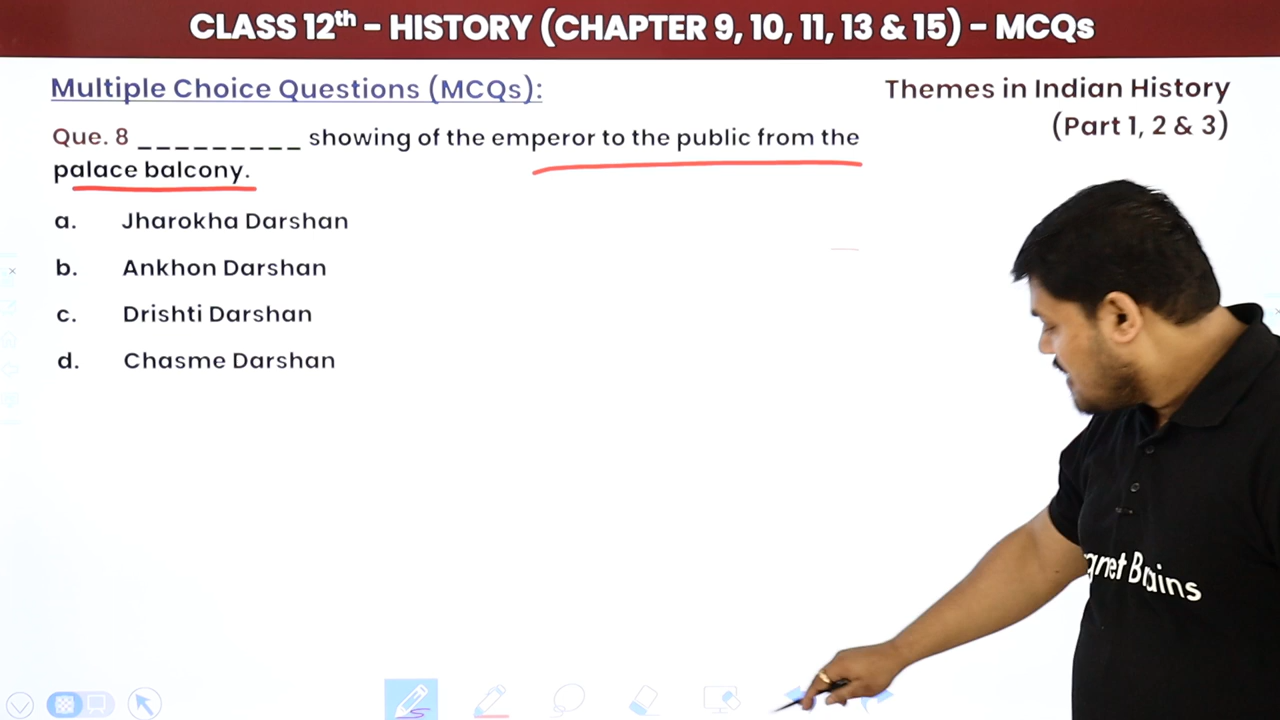 CLASS 12th - HISTORY (CHAPTER 9, 10, 11, 13 & 15) - MCQs
Multiple Choice Questions (MCQs):
Themes in Indian History
(Part 1, 2 & 3)
Que. 8 _________ showing of the emperor to the public from the
palace balcony.
a. Jharokha Darshan
b. Ankhon Darshan
c. Drishti Darshan
d. Chasme Darshan
gnet Brains